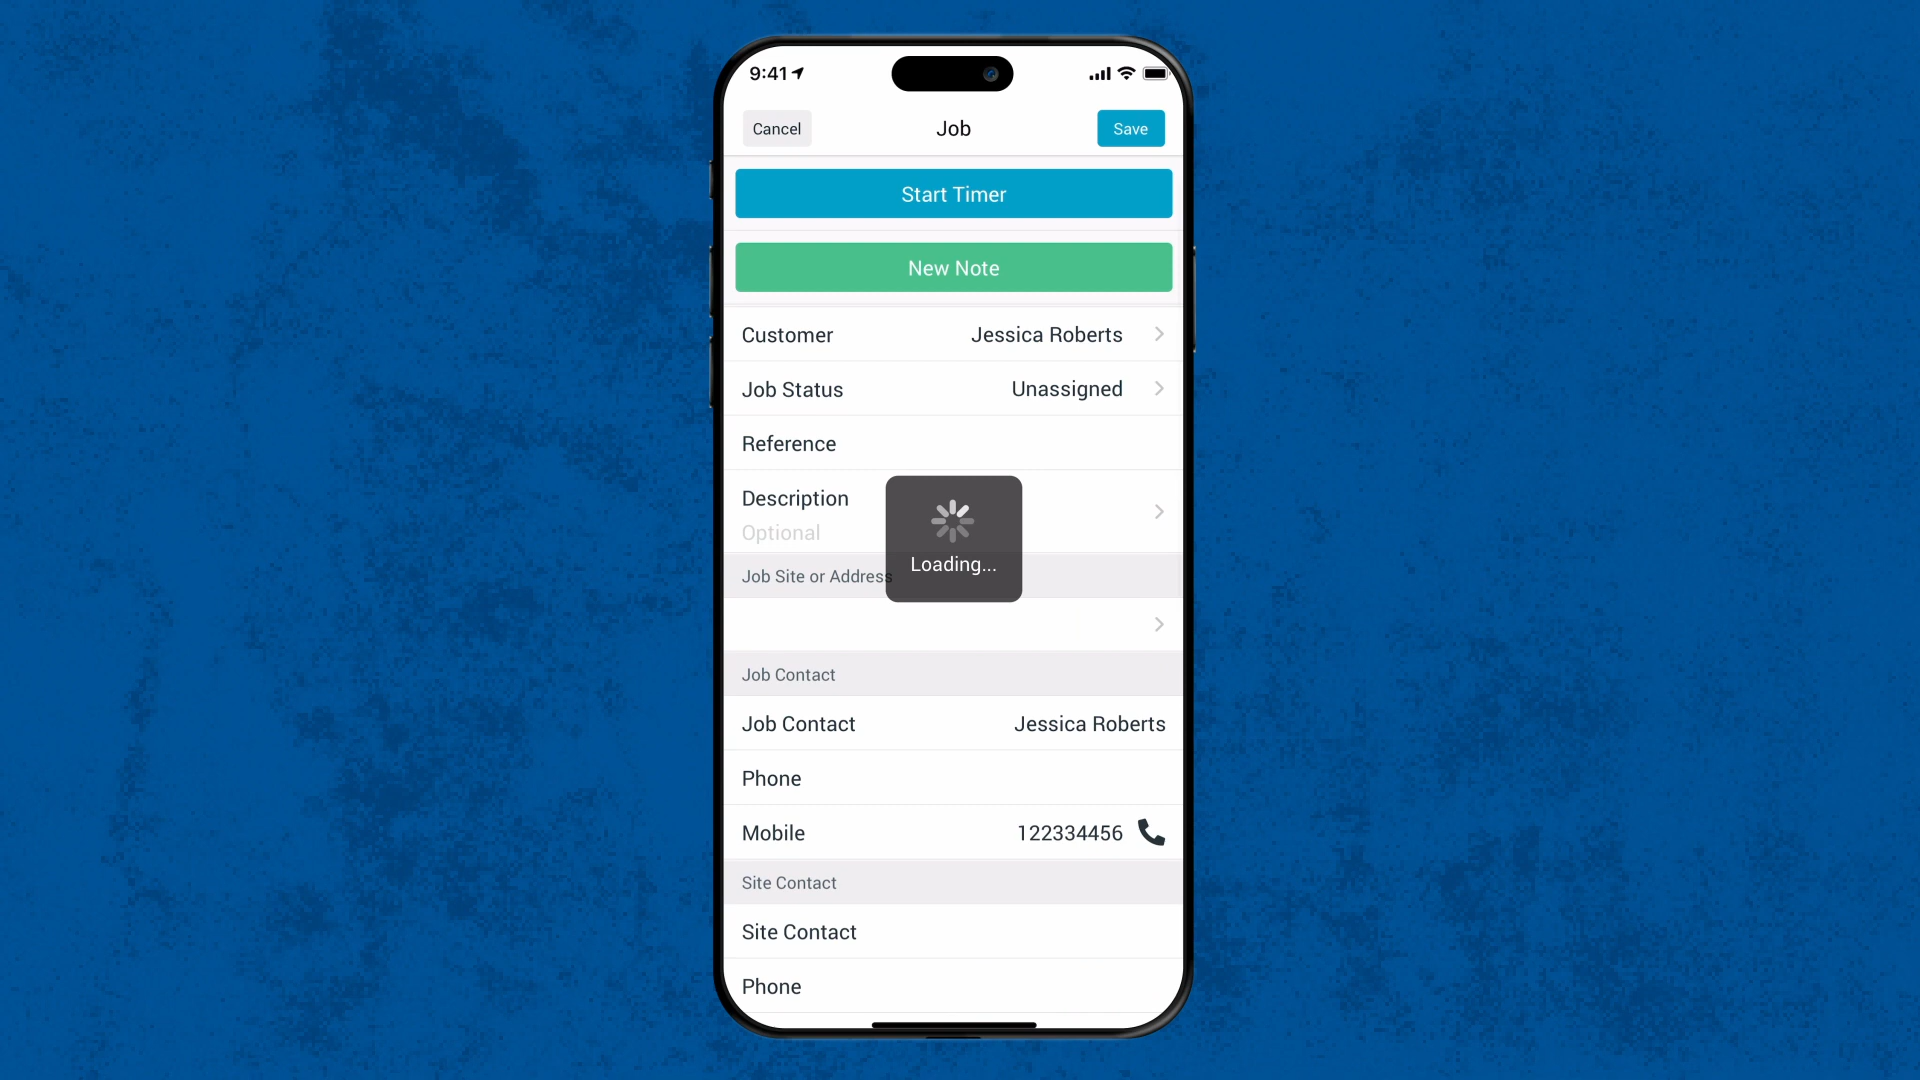 9:41
Cancel Job Save
Start Timer
New Note
Customer Jessica Roberts
Job Status Unassigned
Reference
Description
Optional
Loading...
Job Site or Address
Job Contact
Job Contact Jessica Roberts
Phone
Mobile 122334456
Site Contact
Site Contact
Phone